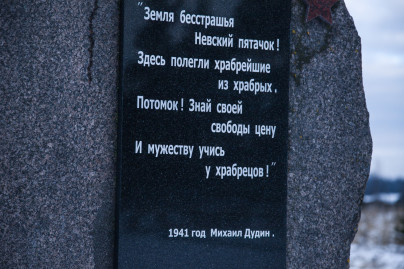 "Земля бесстрашья
Невский пятачок!
Здесь полегли храбрейшие
из храбрых.
Потомок! Знай своей
свободы цену
И мужеству учись
у храбрецов!"
1941 год Михаил Дудин.